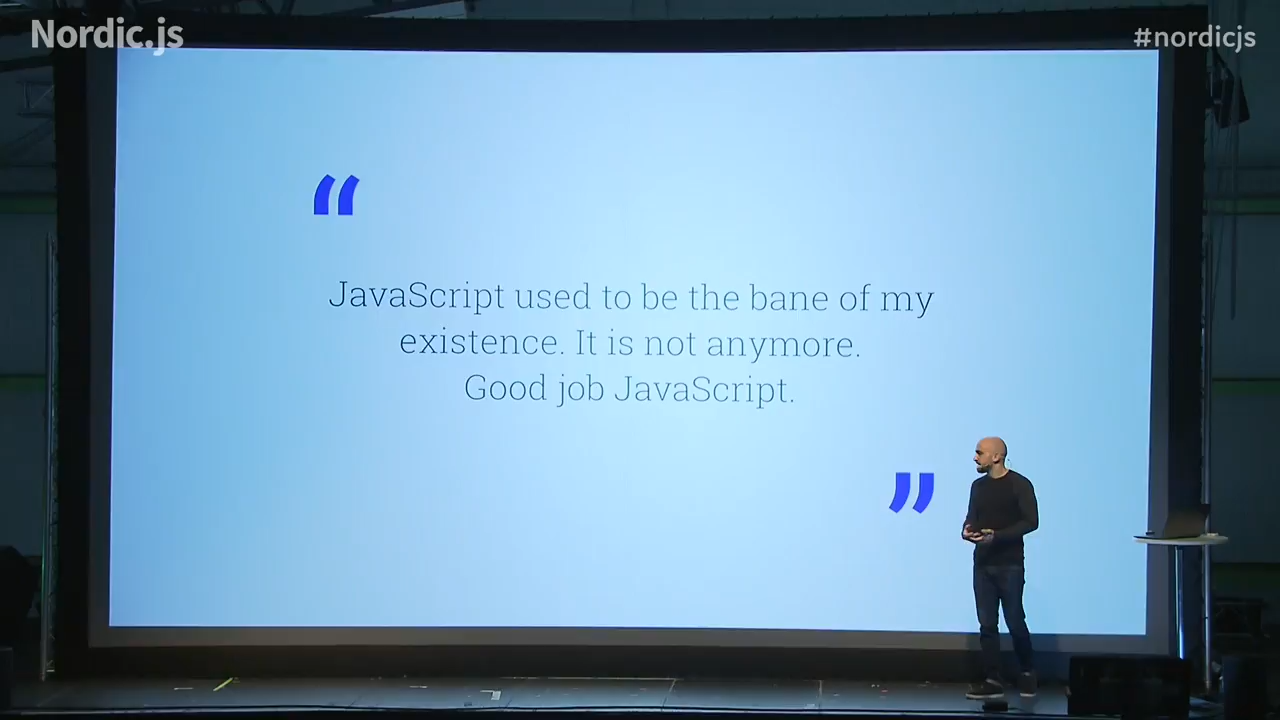 Nordic.js
#nordicjs
“
JavaScript used to be the bane of my
existence. It is not anymore.
Good job JavaScript.
”